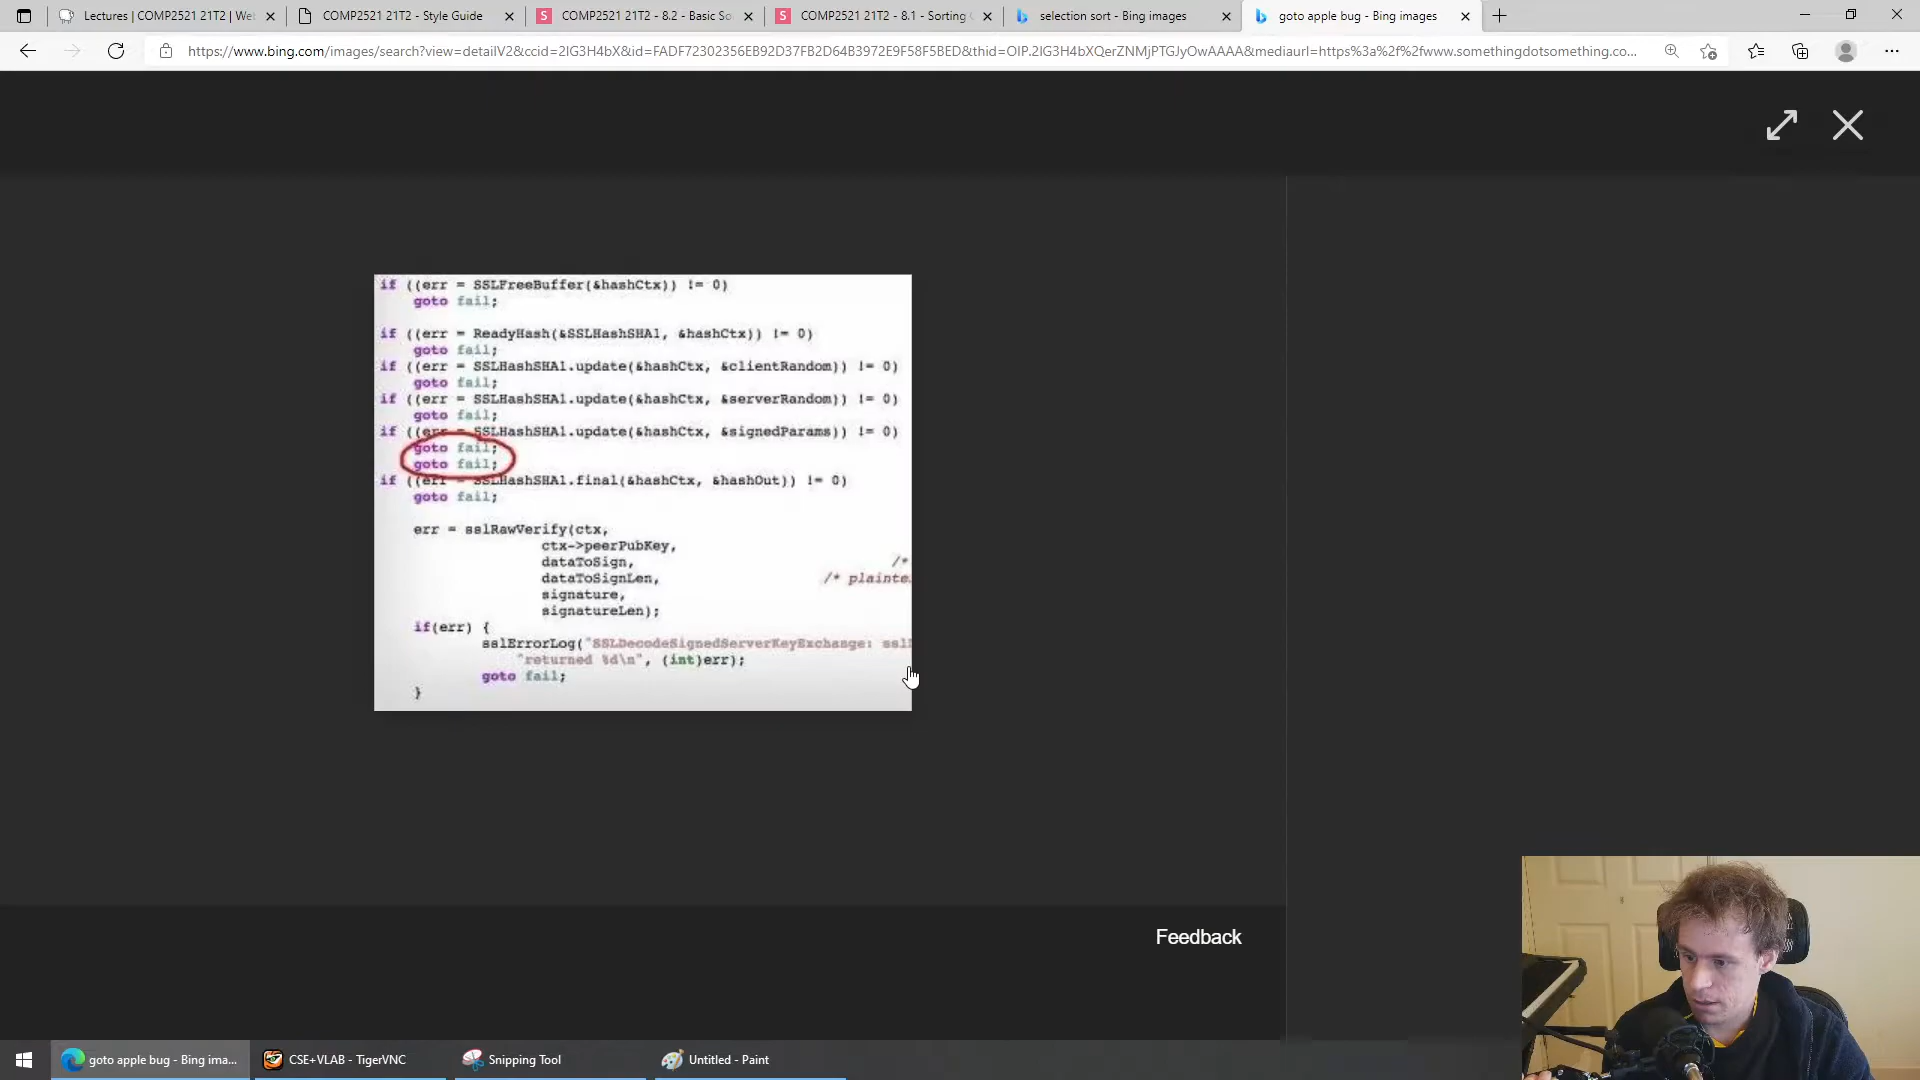 Lectures | COMP2521 21T2 | We
COMP2521 21T2 - Style Guide
COMP2521 21T2 - 8.2 - Basic So
COMP2521 21T2 - 8.1 - Sorting
selection sort - Bing images
goto apple bug - Bing images
https://www.bing.com/images/search?view=detailV2&ccid=2IG3H4bX&id=FADF72302356EB92D37FB2D64B3972E9F58F5BED&thid=OIP.2IG3H4bXQerZNMjPTGJyOwAAAA&mediaurl=https%3a%2f%2fwww.somethingdotsomething.co...
if ((err = SSLFreeBuffer(&hashCtx)) != 0)
goto fail;
if ((err = ReadyHash(&SSLHashSHA1, &hashCtx)) != 0)
goto fail;
if ((err = SSLHashSHA1.update(&hashCtx, &clientRandom)) != 0)
goto fail;
if ((err = SSLHashSHA1.update(&hashCtx, &serverRandom)) != 0)
goto fail;
if ((err = SSLHashSHA1.update(&hashCtx, &signedParams)) != 0)
goto fail;
goto fail;
if ((err = SSLHashSHA1.final(&hashCtx, &hashOut)) != 0)
goto fail;
err = sslRawVerify(ctx,
ctx->peerPubKey,
dataToSign, /*
dataToSignLen, /* plainte
signature,
signatureLen);
if(err) {
sslErrorLog("SSLDecodeSignedServerKeyExchange: ssl
"returned %d\n", (int)err);
goto fail;
}
Feedback
goto apple bug - Bing ima...
CSE+VLAB - TigerVNC
Snipping Tool
Untitled - Paint